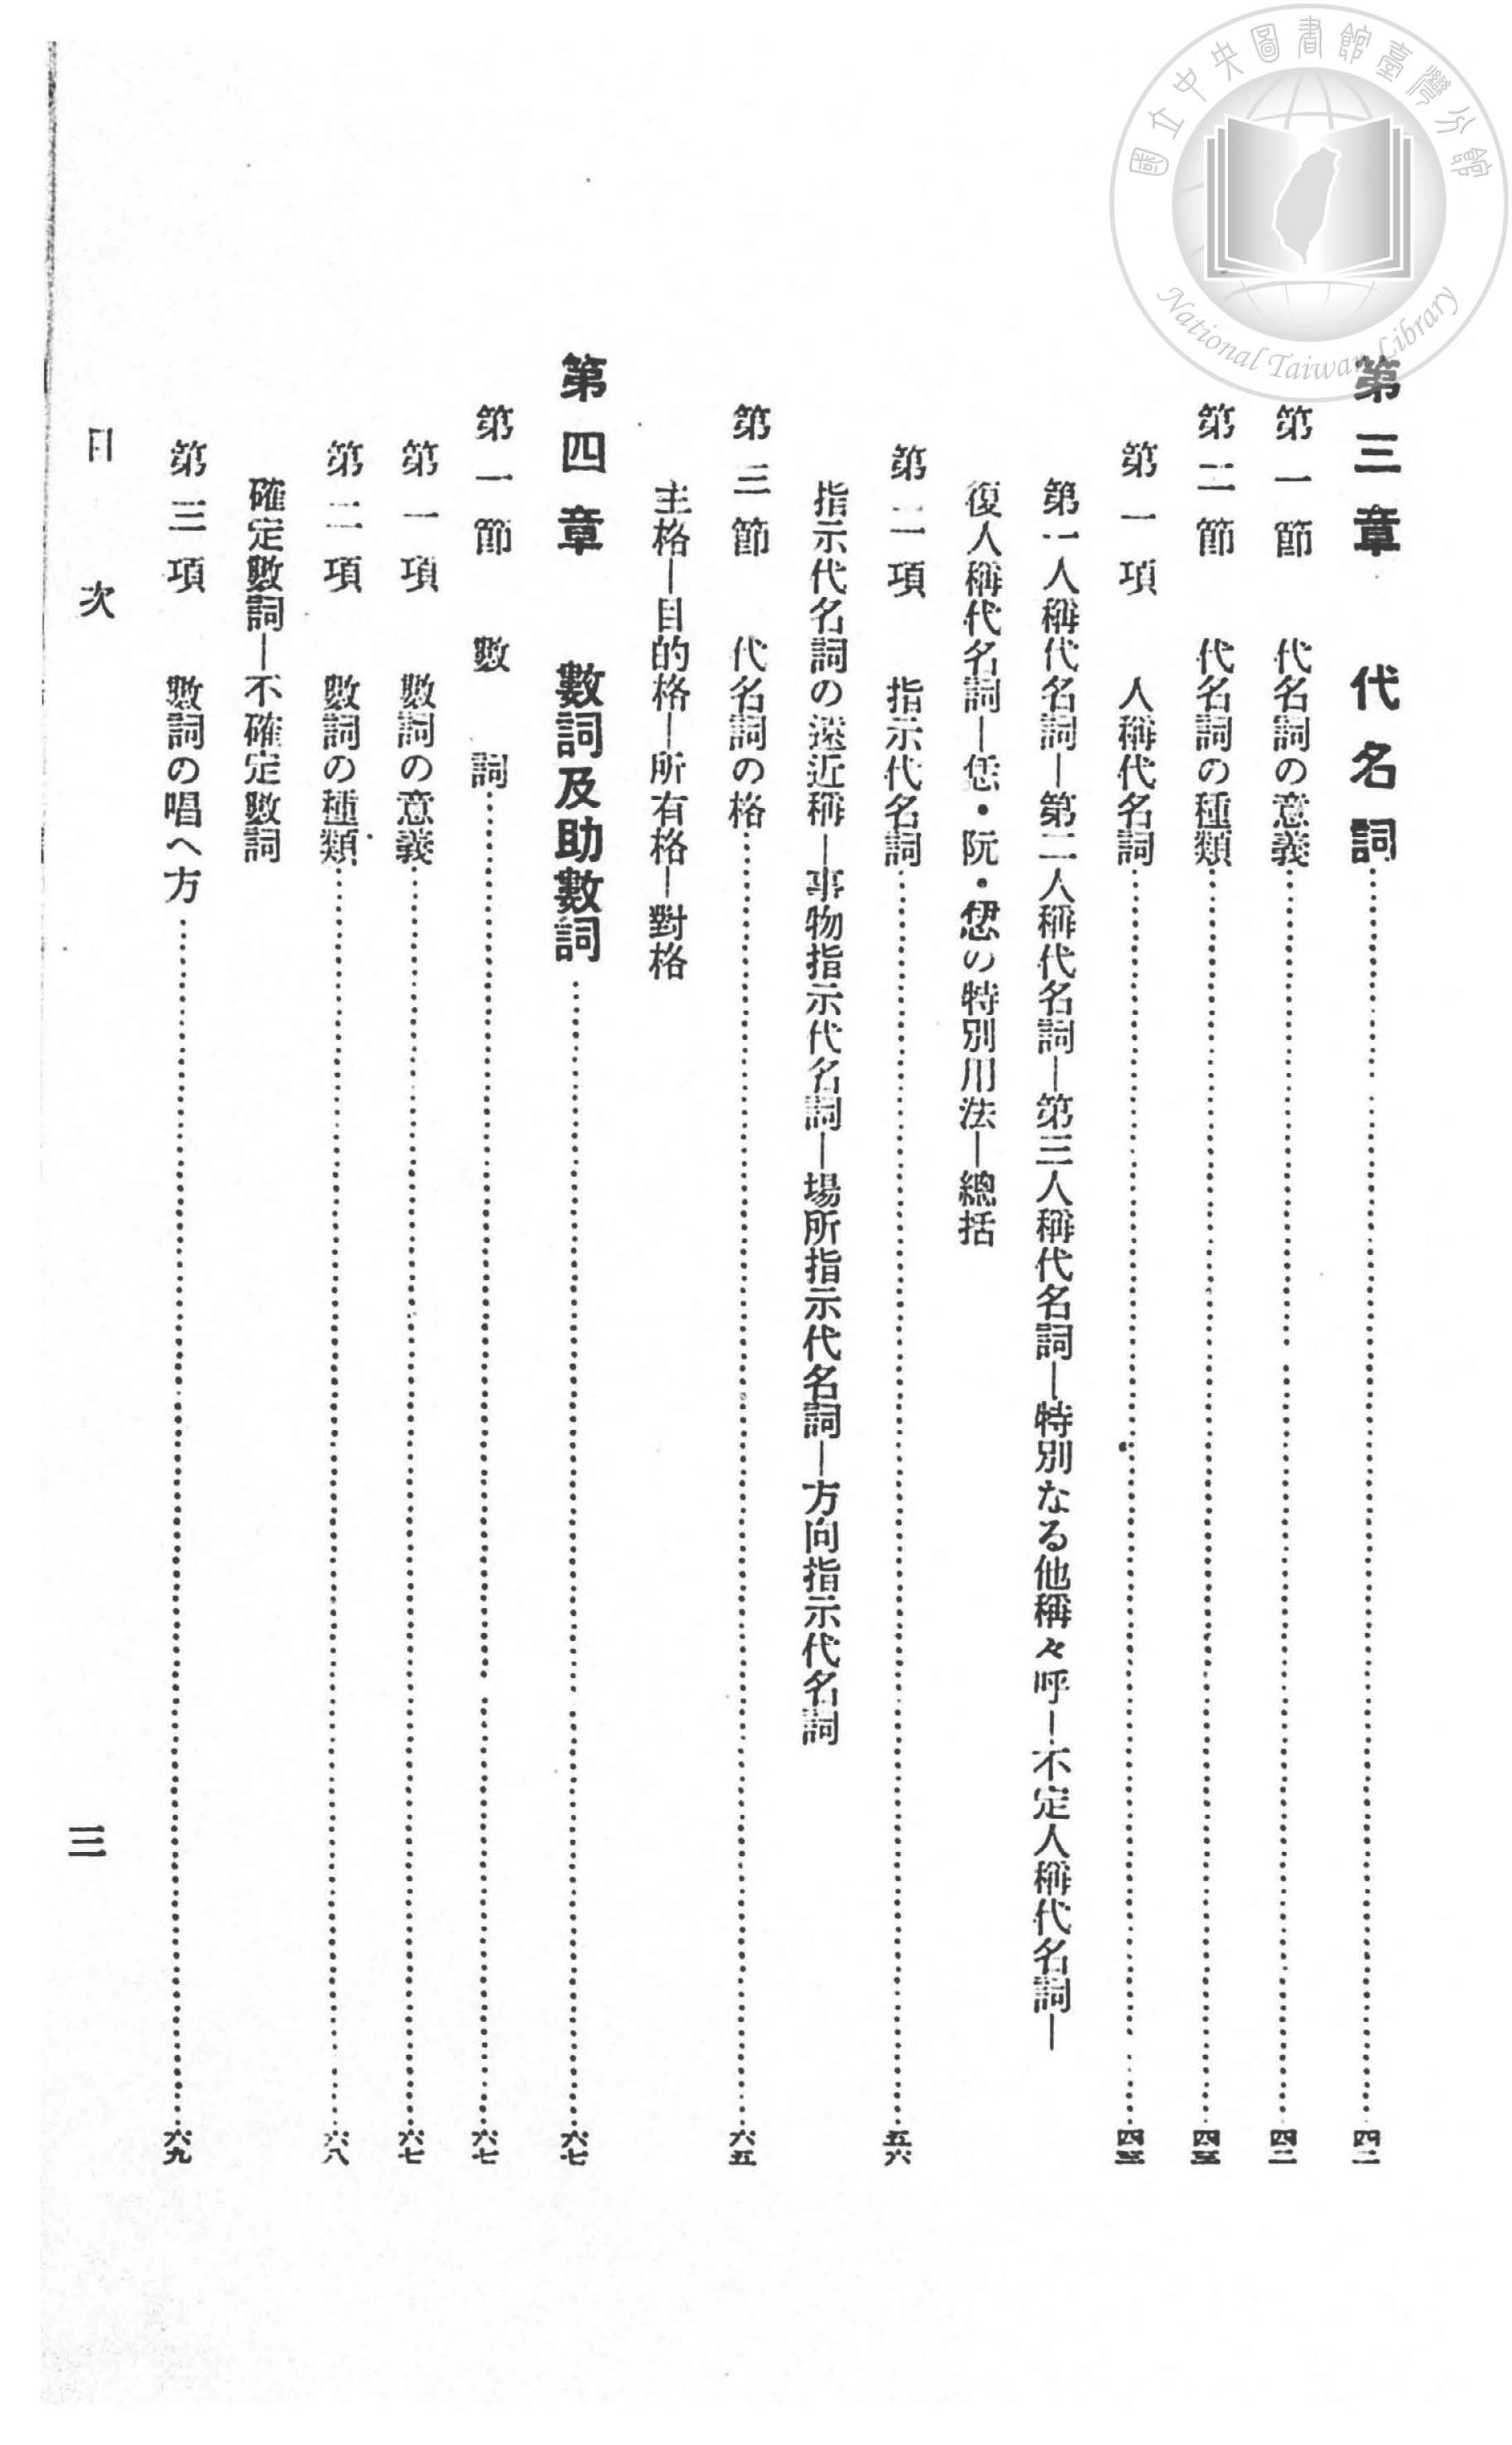 國立中央圖書館臺灣分館
National Taiwan Library
第三章　代名詞……四二
第一節　代名詞の意義……四二
第二節　代名詞の種類……四三
第一項　人稱代名詞……四三
第一人稱代名詞—第二人稱代名詞—第三人稱代名詞—特別なる他稱々呼—不定人稱代名詞—
復人稱代名詞—恁・阮・您の特別用法—總括
第二項　指示代名詞……五六
指示代名詞の遠近稱—事物指示代名詞—場所指示代名詞—方向指示代名詞
第三節　代名詞の格……六五
主格—目的格—所有格—對格
第四章　數詞及助數詞……六七
第一節　數詞……六七
第一項　數詞の意義……六七
第二項　數詞の種類……六八
確定數詞—不確定數詞
第三項　數詞の唱へ方……六九
目次
三